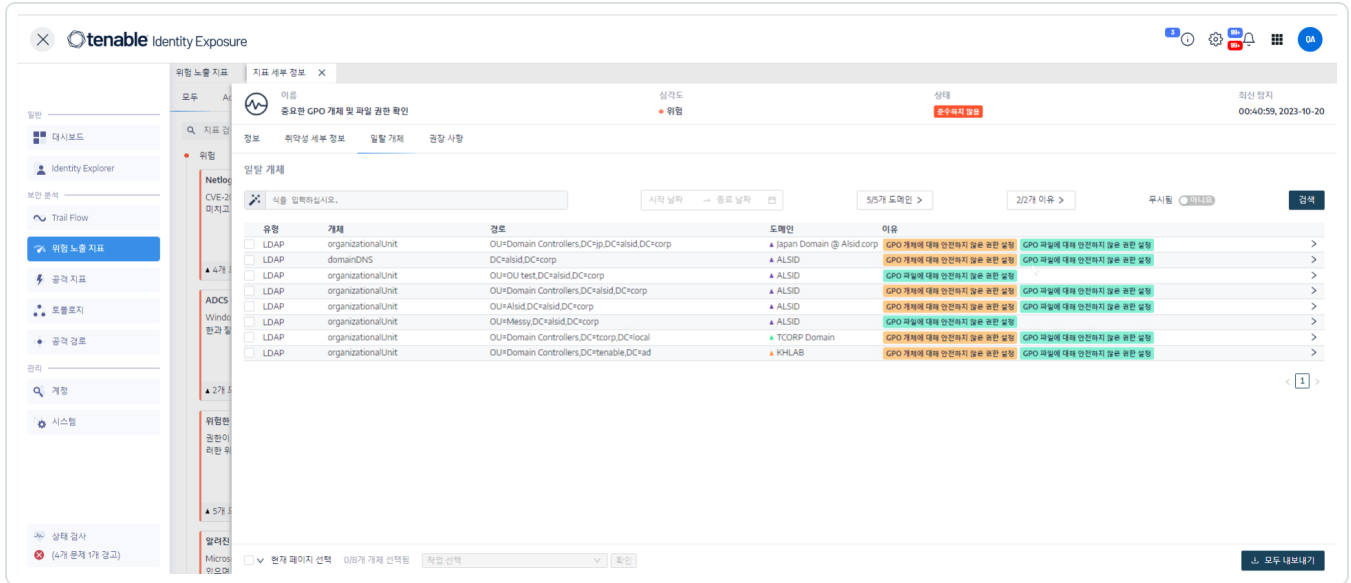 tenable Identity Exposure
3
99+
99+
QA
위험 노출 지표
지표 세부 정보
모두
이름
심각도
상태
최신 탐지
중요한 GPO 개체 및 파일 권한 확인
위험
준수하지 않음
00:40:59, 2023-10-20
일반
대시보드
지표 검
정보
취약성 세부 정보
일탈 개체
권장 사항
위험
Identity Explorer
일탈 개체
Netlog
보안 분석
CVE-20
미치고
식을 입력하십시오.
시작 날짜 → 종료 날짜
5/5개 도메인 >
2/2개 이유 >
무시됨
아니요
검색
Trail Flow
유형 개체 경로 도메인 이유
LDAP organizationalUnit OU=Domain Controllers,DC=jp,DC=alsid,DC=corp Japan Domain @ Alsid.corp GPO 개체에 대해 안전하지 않은 권한 설정 GPO 파일에 대해 안전하지 않은 권한 설정
위험 노출 지표
LDAP domainDNS DC=alsid,DC=corp ALSID GPO 개체에 대해 안전하지 않은 권한 설정 GPO 파일에 대해 안전하지 않은 권한 설정
LDAP organizationalUnit OU=OU test,DC=alsid,DC=corp ALSID GPO 파일에 대해 안전하지 않은 권한 설정
공격 지표
LDAP organizationalUnit OU=Domain Controllers,DC=alsid,DC=corp ALSID GPO 개체에 대해 안전하지 않은 권한 설정 GPO 파일에 대해 안전하지 않은 권한 설정
ADCS
LDAP organizationalUnit OU=Alsid,DC=alsid,DC=corp ALSID GPO 개체에 대해 안전하지 않은 권한 설정 GPO 파일에 대해 안전하지 않은 권한 설정
토폴로지
Windo
LDAP organizationalUnit OU=Messy,DC=alsid,DC=corp ALSID GPO 파일에 대해 안전하지 않은 권한 설정
한과 잘
LDAP organizationalUnit OU=Domain Controllers,DC=tcorp,DC=local TCORP Domain GPO 개체에 대해 안전하지 않은 권한 설정 GPO 파일에 대해 안전하지 않은 권한 설정
공격 경로
LDAP organizationalUnit OU=Domain Controllers,DC=tenable,DC=ad KHLAB GPO 개체에 대해 안전하지 않은 권한 설정 GPO 파일에 대해 안전하지 않은 권한 설정
관리
< 1 >
계정
▲ 2개
시스템
위험한
권한이
러한 위
▲ 5개
상태 검사
(4개 문제 1개 경고)
알려진
Micros
있으며
현재 페이지 선택
0/8개 개체 선택됨
작업 선택
확인
모두 내보내기